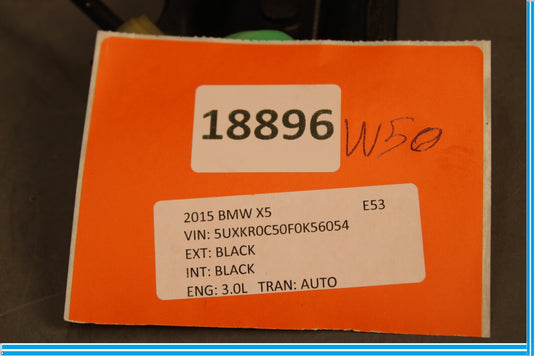 18896 W50
2015 BMW X5 E53
VIN: 5UXKR0C50F0K56054
EXT: BLACK
INT: BLACK
ENG: 3.0L TRAN: AUTO